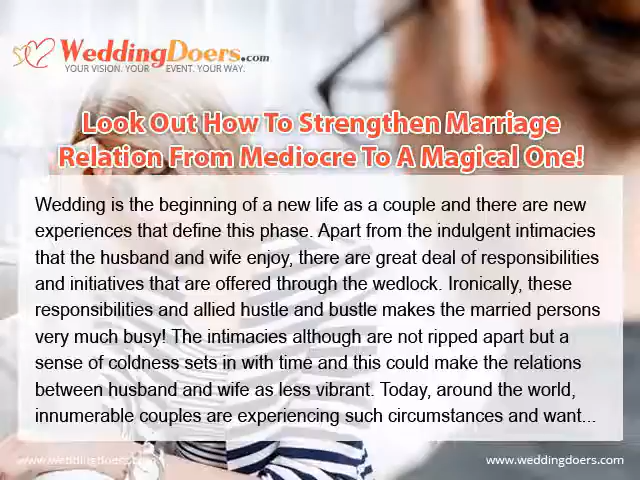 WeddingDoers.com
YOUR VISION. YOUR EVENT. YOUR WAY.
Look Out How To Strengthen Marriage
Relation From Mediocre To A Magical One!
Wedding is the beginning of a new life as a couple and there are new
experiences that define this phase. Apart from the indulgent intimacies
that the husband and wife enjoy, there are great deal of responsibilities
and initiatives that are offered through the wedlock. Ironically, these
responsibilities and allied hustle and bustle makes the married persons
very much busy! The intimacies although are not ripped apart but a
sense of coldness sets in with time and this could make the relations
between husband and wife as less vibrant. Today, around the world,
innumerable couples are experiencing such circumstances and want...
www.weddingdoers.com www.weddingdoers.com